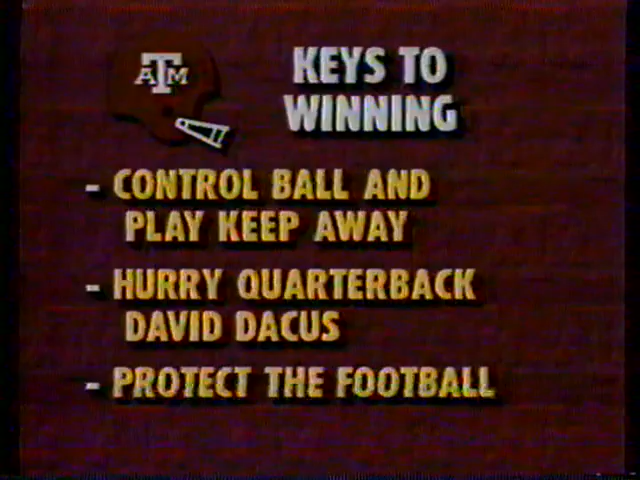 ATM
KEYS TO
WINNING
- CONTROL BALL AND
PLAY KEEP AWAY
- HURRY QUARTERBACK
DAVID DACUS
- PROTECT THE FOOTBALL